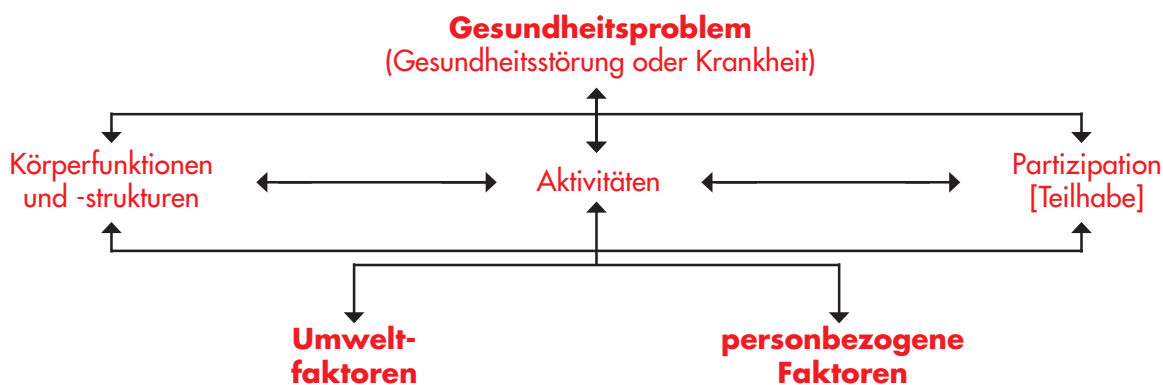 Gesundheitsproblem
(Gesundheitsstörung oder Krankheit)
Körperfunktionen
und -strukturen
Aktivitäten
Partizipation
[Teilhabe]
Umwelt-
faktoren
personbezogene
Faktoren